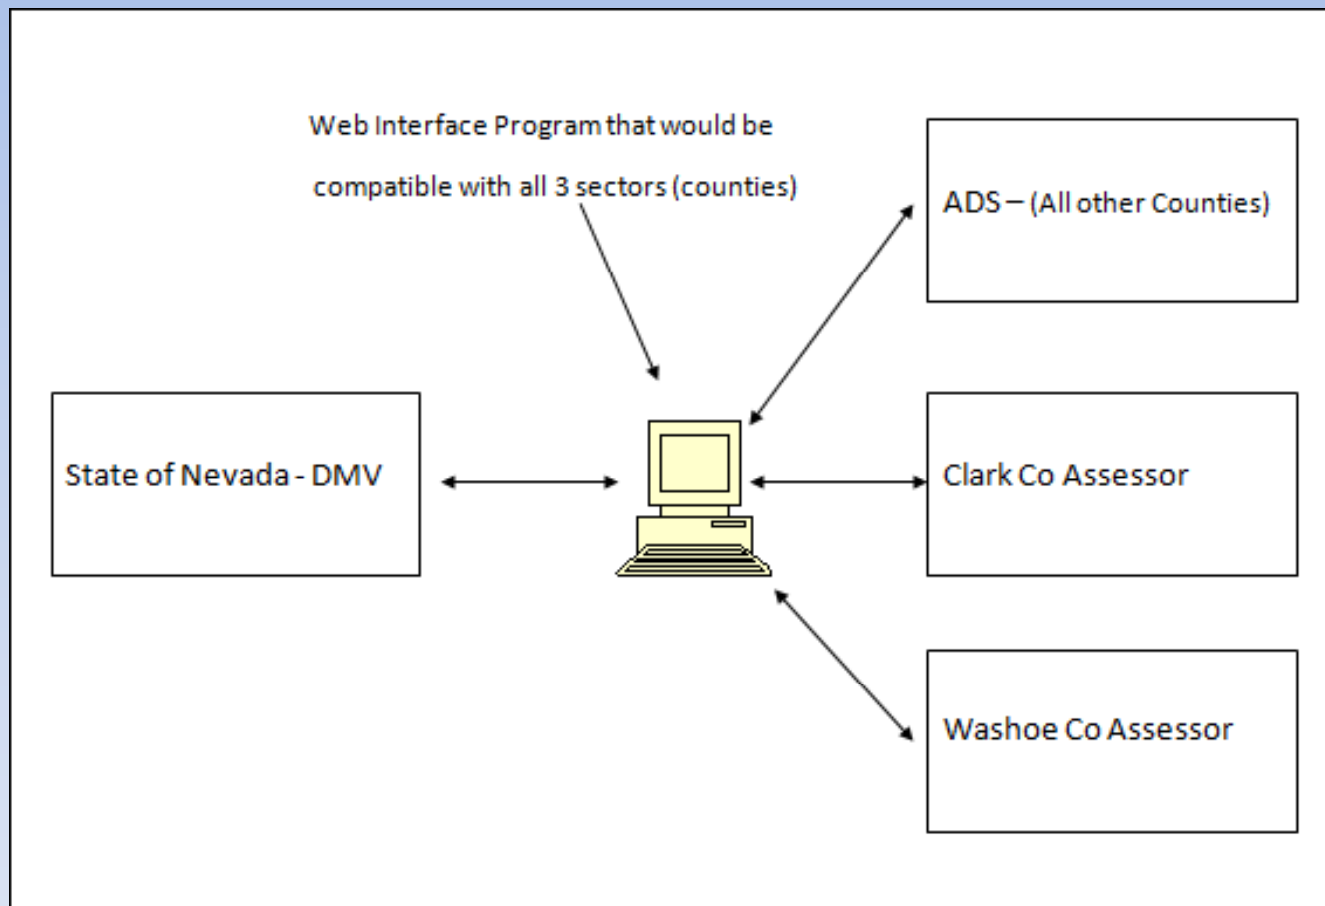 Web Interface Program that would be
compatible with all 3 sectors (counties)
ADS – (All other Counties)
State of Nevada - DMV
Clark Co Assessor
Washoe Co Assessor